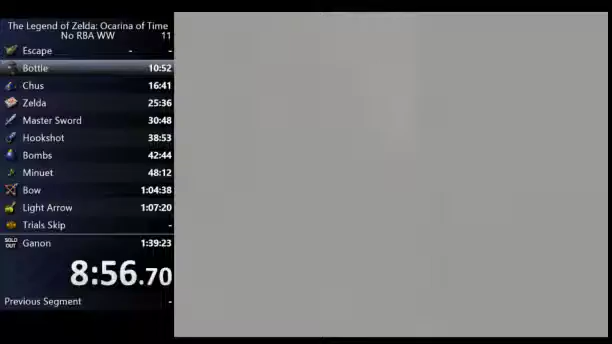 The Legend of Zelda: Ocarina of Time
No RBA WW 11
Escape - -
Bottle 10:52
Chus 16:41
Zelda 25:36
Master Sword 30:48
Hookshot 38:53
Bombs 42:44
Minuet 48:12
Bow 1:04:38
Light Arrow 1:07:20
Trials Skip -
SOLD OUT Ganon 1:39:23
8:56.70
Previous Segment -